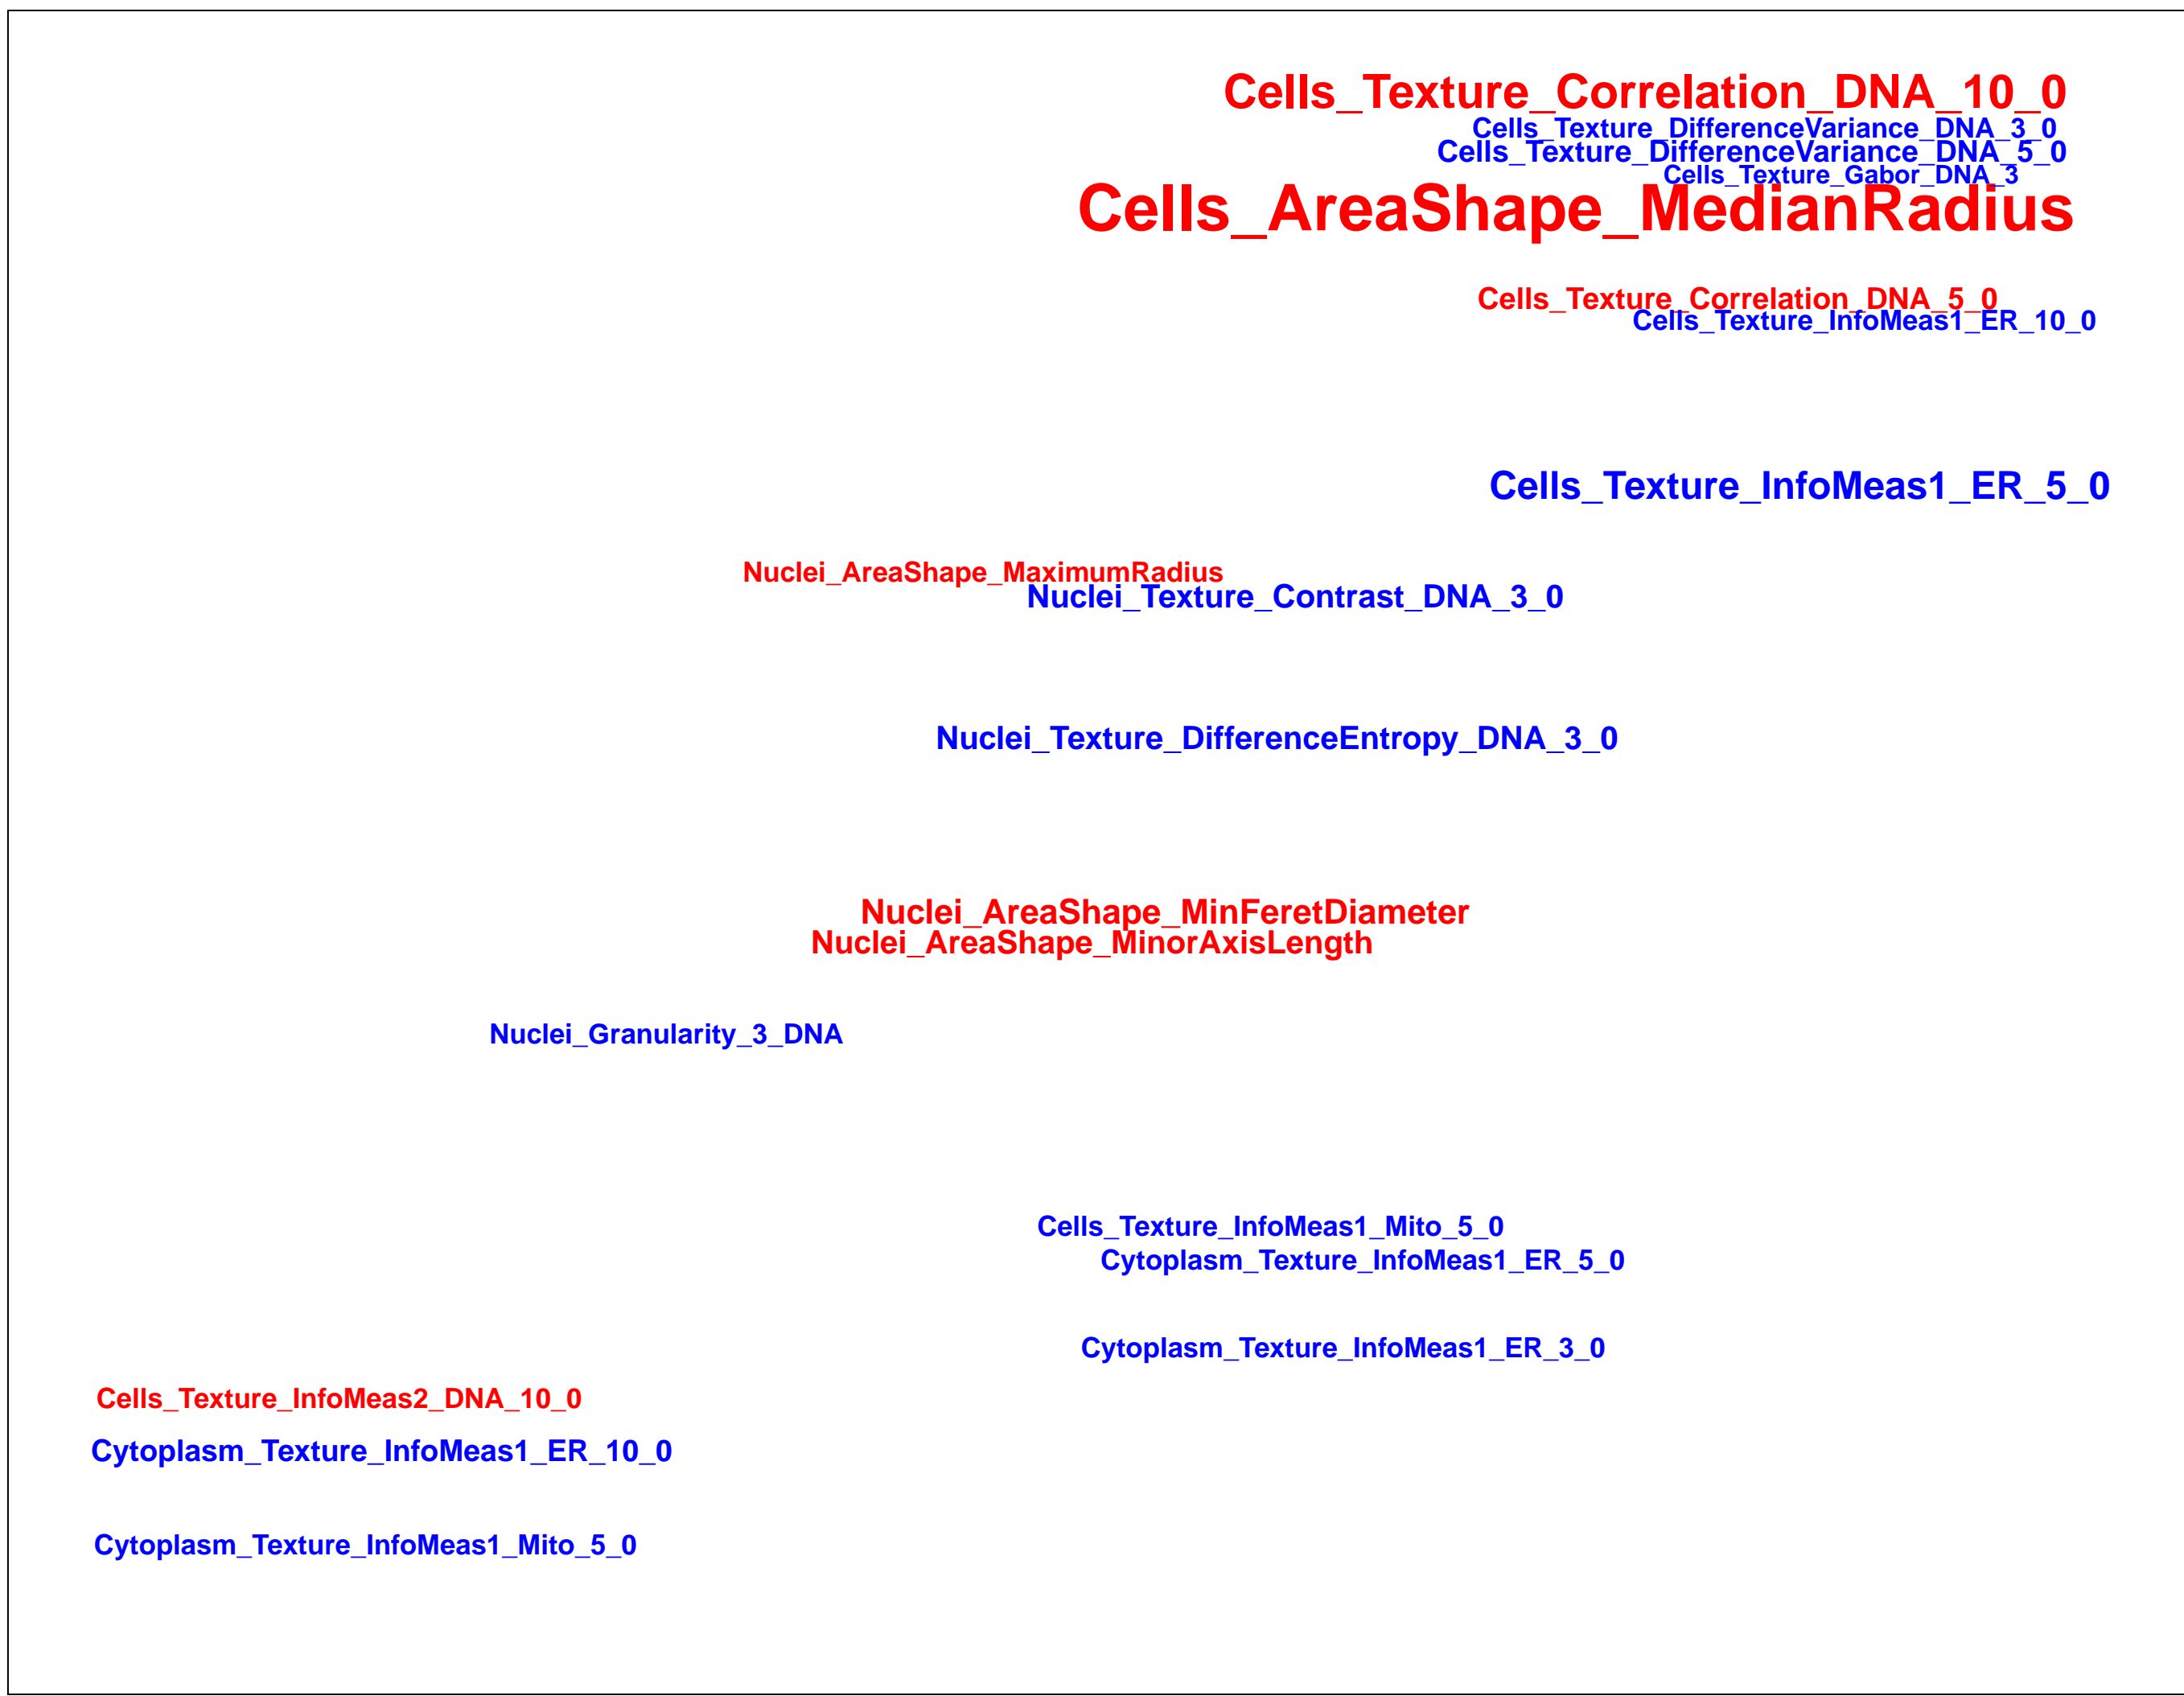 Cells_Texture_Correlation_DNA_10_0
Cells_Texture_DifferenceVariance_DNA_3_0
Cells_Texture_DifferenceVariance_DNA_5_0
Cells_Texture_Gabor_DNA_3
Cells_AreaShape_MedianRadius
Cells_Texture_Correlation_DNA_5_0
Cells_Texture_InfoMeas1_ER_10_0
Cells_Texture_InfoMeas1_ER_5_0
Nuclei_AreaShape_MaximumRadius
Nuclei_Texture_Contrast_DNA_3_0
Nuclei_Texture_DifferenceEntropy_DNA_3_0
Nuclei_AreaShape_MinFeretDiameter
Nuclei_AreaShape_MinorAxisLength
Nuclei_Granularity_3_DNA
Cells_Texture_InfoMeas1_Mito_5_0
Cytoplasm_Texture_InfoMeas1_ER_5_0
Cytoplasm_Texture_InfoMeas1_ER_3_0
Cells_Texture_InfoMeas2_DNA_10_0
Cytoplasm_Texture_InfoMeas1_ER_10_0
Cytoplasm_Texture_InfoMeas1_Mito_5_0